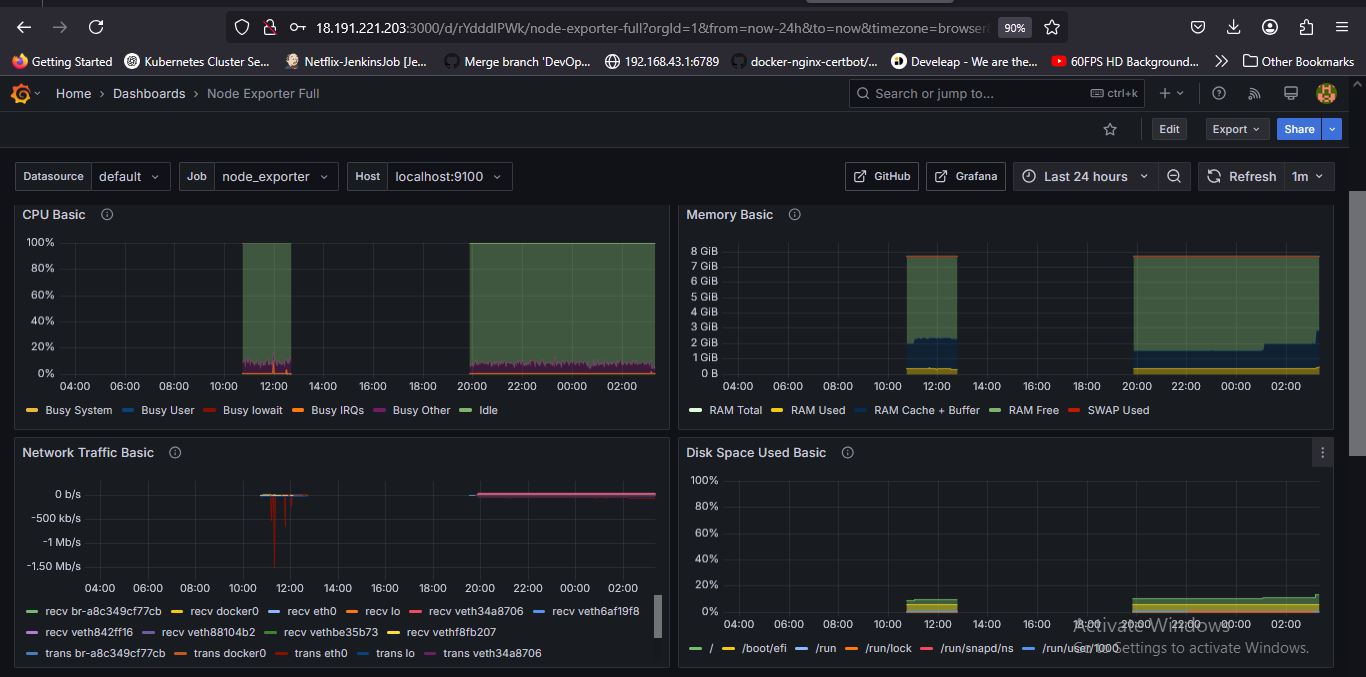 18.191.221.203:3000/d/rYdddlPWk/node-exporter-full?orgId=1&from=now-24h&to=now&timezone=browser 90%
Getting Started Kubernetes Cluster Se... Netflix-JenkinsJob [Je... Merge branch 'DevOp... 192.168.43.1:6789 docker-nginx-certbot/... Develeap - We are the... 60FPS HD Background... Other Bookmarks
Home > Dashboards > Node Exporter Full Search or jump to... ctrl+k
Edit Export Share
Datasource default Job node_exporter Host localhost:9100 GitHub Grafana Last 24 hours Refresh 1m
CPU Basic
100%
80%
60%
40%
20%
0%
04:00 06:00 08:00 10:00 12:00 14:00 16:00 18:00 20:00 22:00 00:00 02:00
Busy System Busy User Busy Iowait Busy IRQs Busy Other Idle
Memory Basic
8 GiB
7 GiB
6 GiB
5 GiB
4 GiB
3 GiB
2 GiB
1 GiB
0 B
04:00 06:00 08:00 10:00 12:00 14:00 16:00 18:00 20:00 22:00 00:00 02:00
RAM Total RAM Used RAM Cache + Buffer RAM Free SWAP Used
Network Traffic Basic
0 b/s
-500 kb/s
-1 Mb/s
-1.50 Mb/s
04:00 06:00 08:00 10:00 12:00 14:00 16:00 18:00 20:00 22:00 00:00 02:00
recv br-a8c349cf77cb recv docker0 recv eth0 recv lo recv veth34a8706 recv veth6af19f8
recv veth842ff16 recv veth88104b2 recv vethbe35b73 recv vethf8fb207
trans br-a8c349cf77cb trans docker0 trans eth0 trans lo trans veth34a8706
Disk Space Used Basic
100%
80%
60%
40%
20%
0%
04:00 06:00 08:00 10:00 12:00 14:00 16:00 18:00 20:00 22:00 00:00 02:00
/ /boot/efi /run /run/lock /run/snapd/ns /run/user/1000
Activate Windows
Go to Settings to activate Windows.